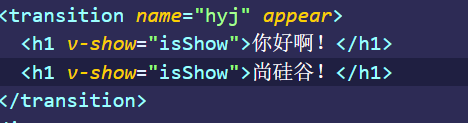 <transition name="hyj" appear>
<h1 v-show="isShow">你好啊！</h1>
<h1 v-show="isShow">尚硅谷！</h1>
</transition>